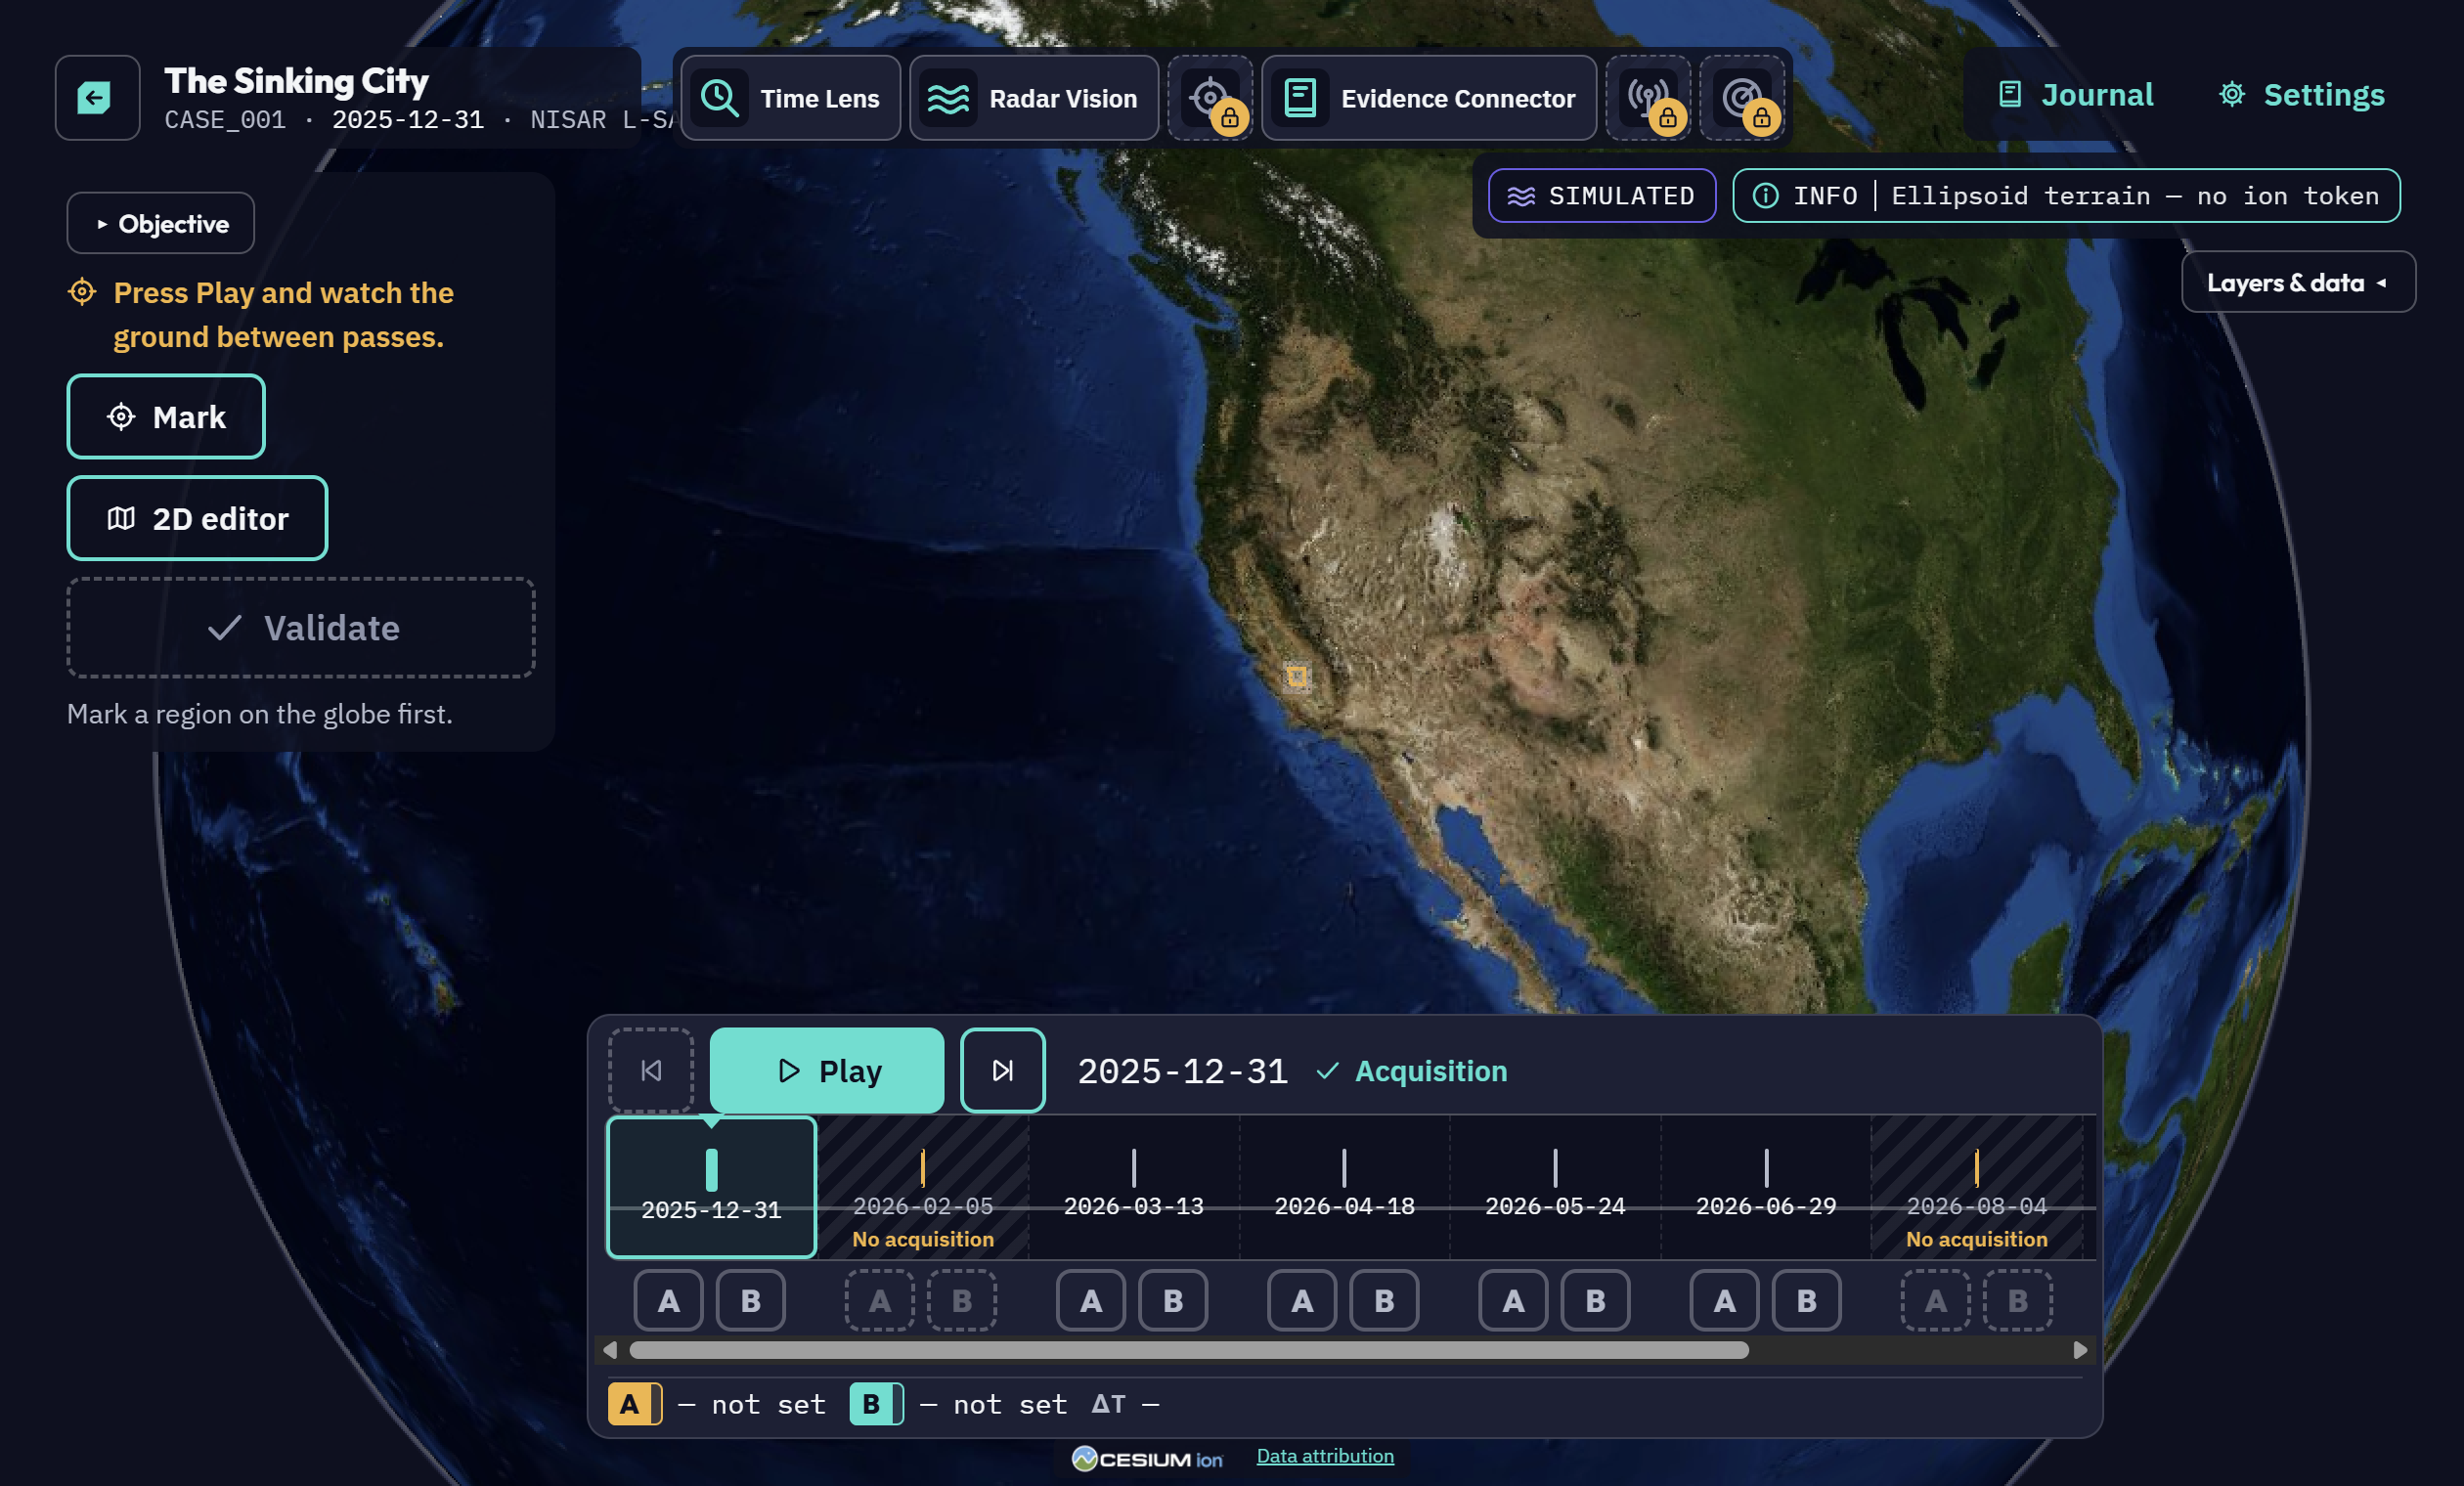 The Sinking City
CASE_001 · 2025-12-31 · NISAR L-SA
Time Lens
Radar Vision
Evidence Connector
Journal
Settings
SIMULATED
INFO | Ellipsoid terrain — no ion token
Layers & data
Objective
Press Play and watch the
ground between passes.
Mark
2D editor
Validate
Mark a region on the globe first.
Play
2025-12-31
Acquisition
2025-12-31
2026-02-05
No acquisition
2026-03-13
2026-04-18
2026-05-24
2026-06-29
2026-08-04
No acquisition
A B A B A B A B A B A B A B
A — not set B — not set ΔT —
CESIUM ion
Data attribution